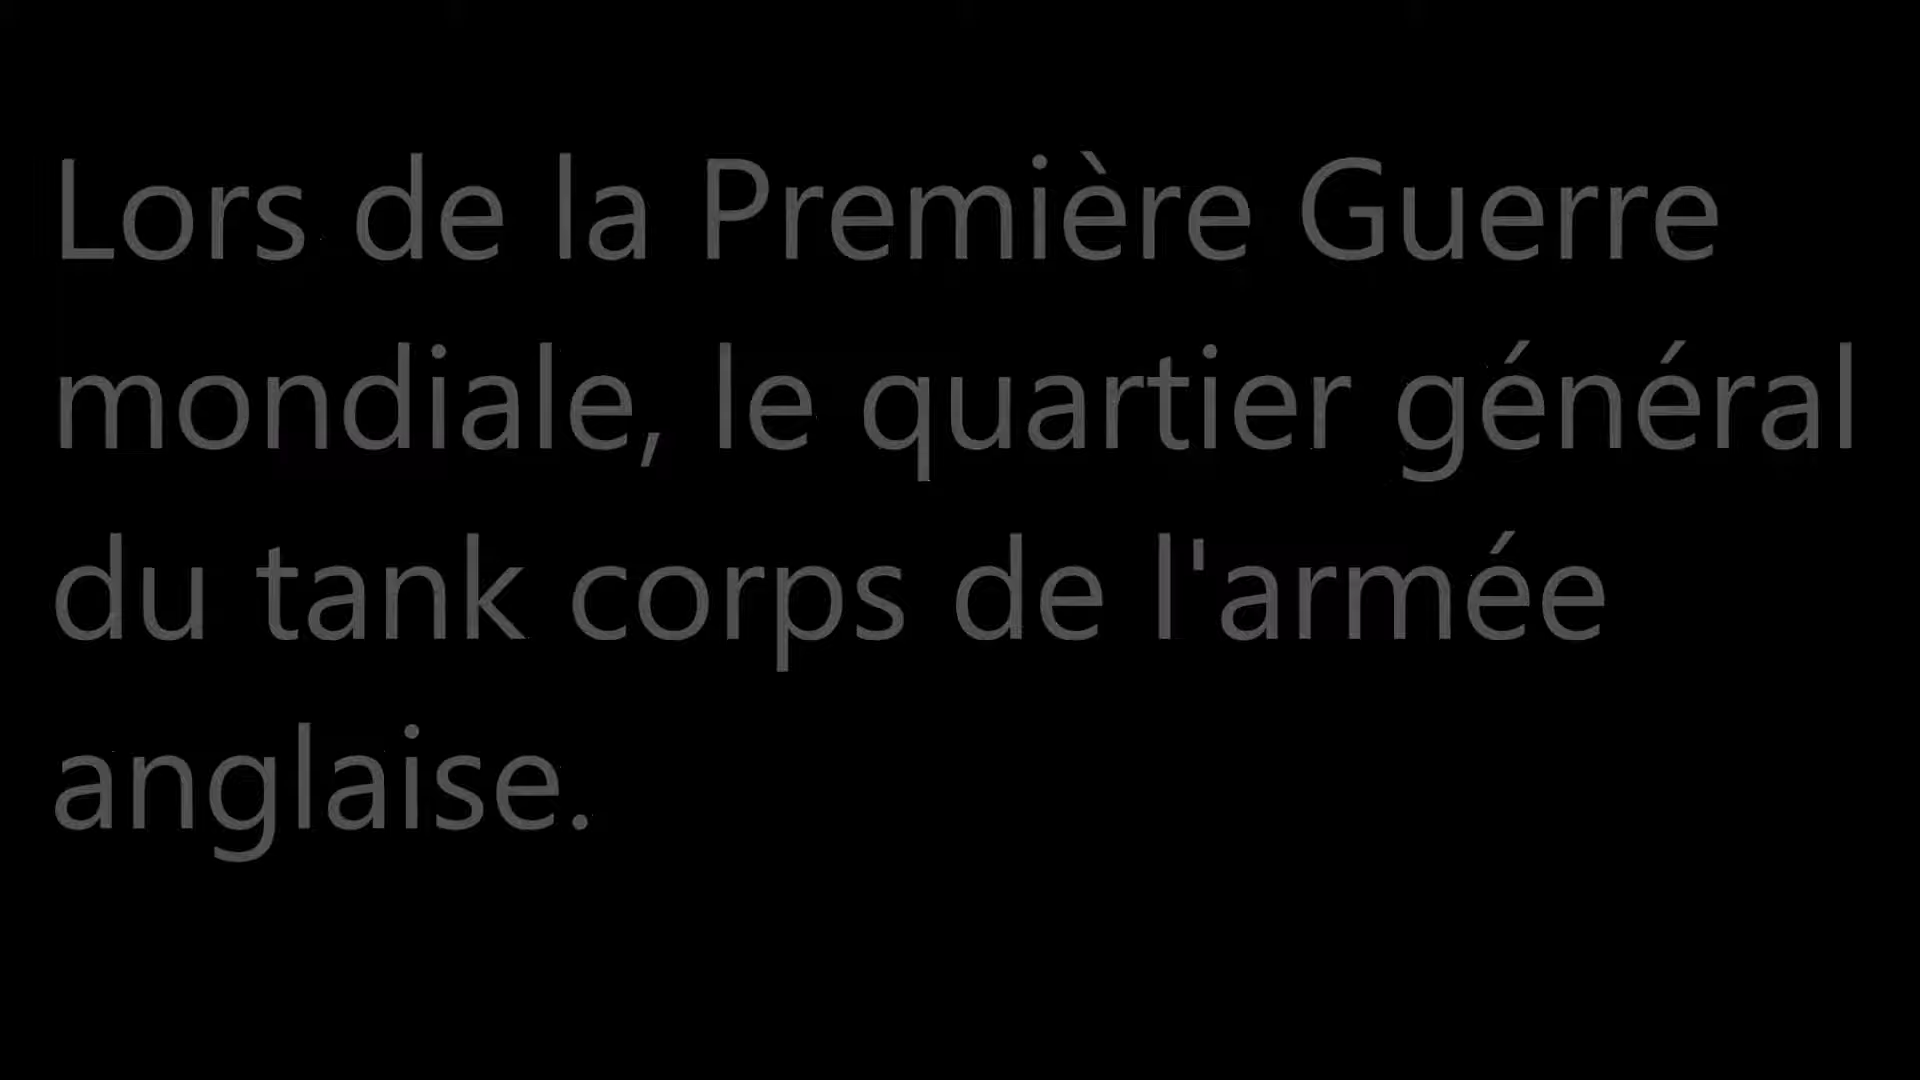 Lors de la Première Guerre
mondiale, le quartier général
du tank corps de l'armée
anglaise.